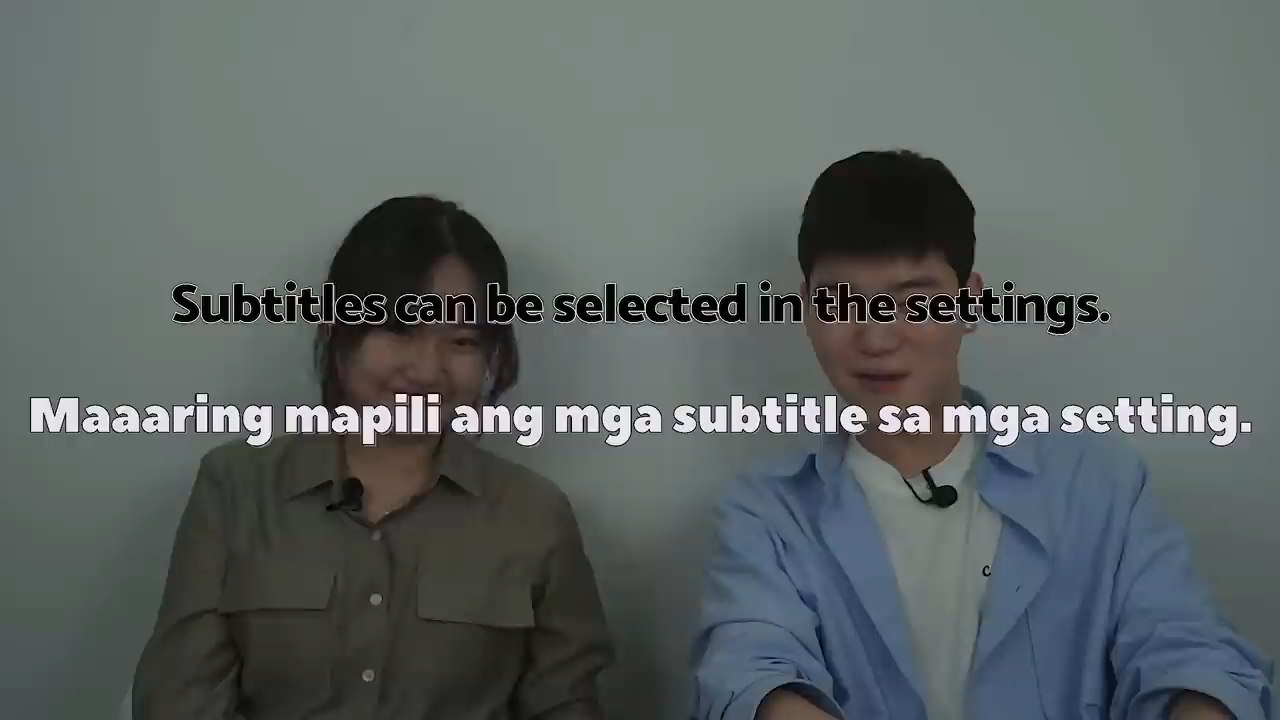 Subtitles can be selected in the settings.
Maaaring mapili ang mga subtitle sa mga setting.
c